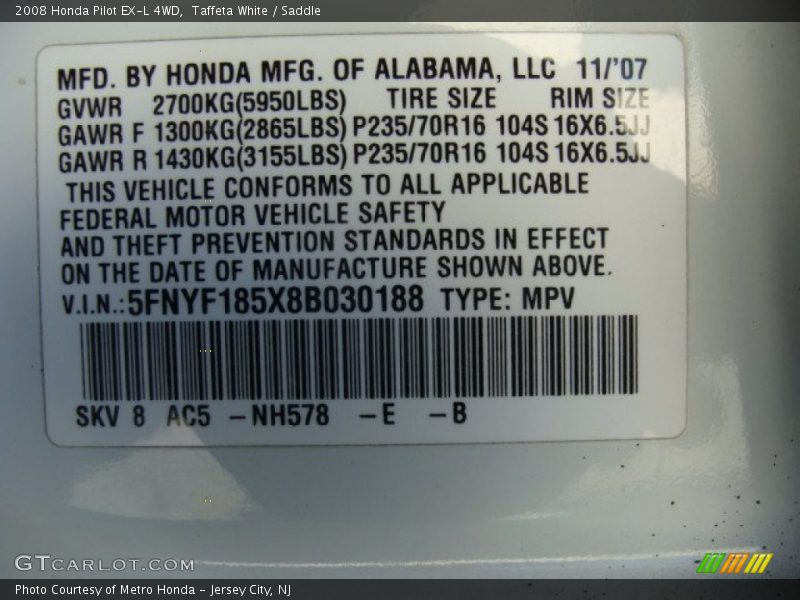 2008 Honda Pilot EX-L 4WD,  Taffeta White / Saddle
MFD. BY HONDA MFG. OF ALABAMA, LLC 11/'07
GVWR 2700KG(5950LBS) TIRE SIZE RIM SIZE
GAWR F 1300KG(2865LBS) P235/70R16 104S 16X6.5JJ
GAWR R 1430KG(3155LBS) P235/70R16 104S 16X6.5JJ
THIS VEHICLE CONFORMS TO ALL APPLICABLE
FEDERAL MOTOR VEHICLE SAFETY
AND THEFT PREVENTION STANDARDS IN EFFECT
ON THE DATE OF MANUFACTURE SHOWN ABOVE.
V.I.N.:5FNYF185X8B030188 TYPE: MPV
SKV 8 AC5 -NH578 -E -B
GTCARLOT.COM
Photo Courtesy of Metro Honda - Jersey City, NJ